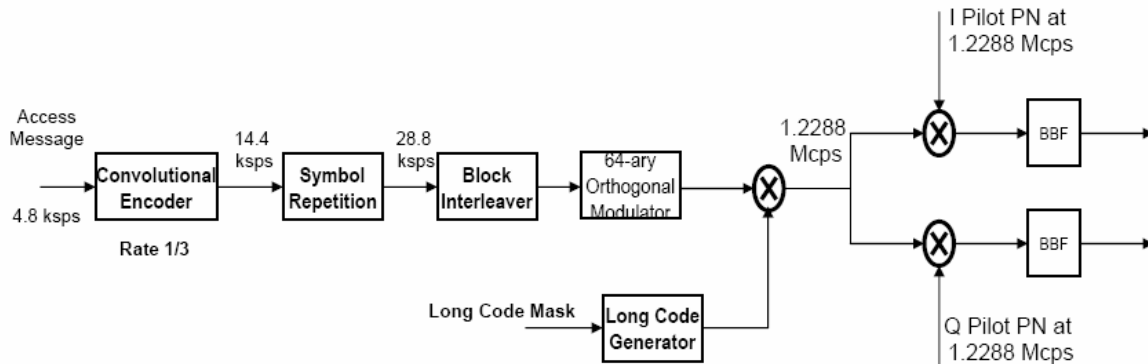 I Pilot PN at
1.2288 Mcps
Access
Message
14.4
ksps
28.8
ksps
1.2288
Mcps
BBF
Convolutional
Encoder
Symbol
Repetition
Block
Interleaver
64-ary
Orthogonal
Modulator
X
X
4.8 ksps
Rate 1/3
X
BBF
Long Code Mask
Long Code
Generator
Q Pilot PN at
1.2288 Mcps